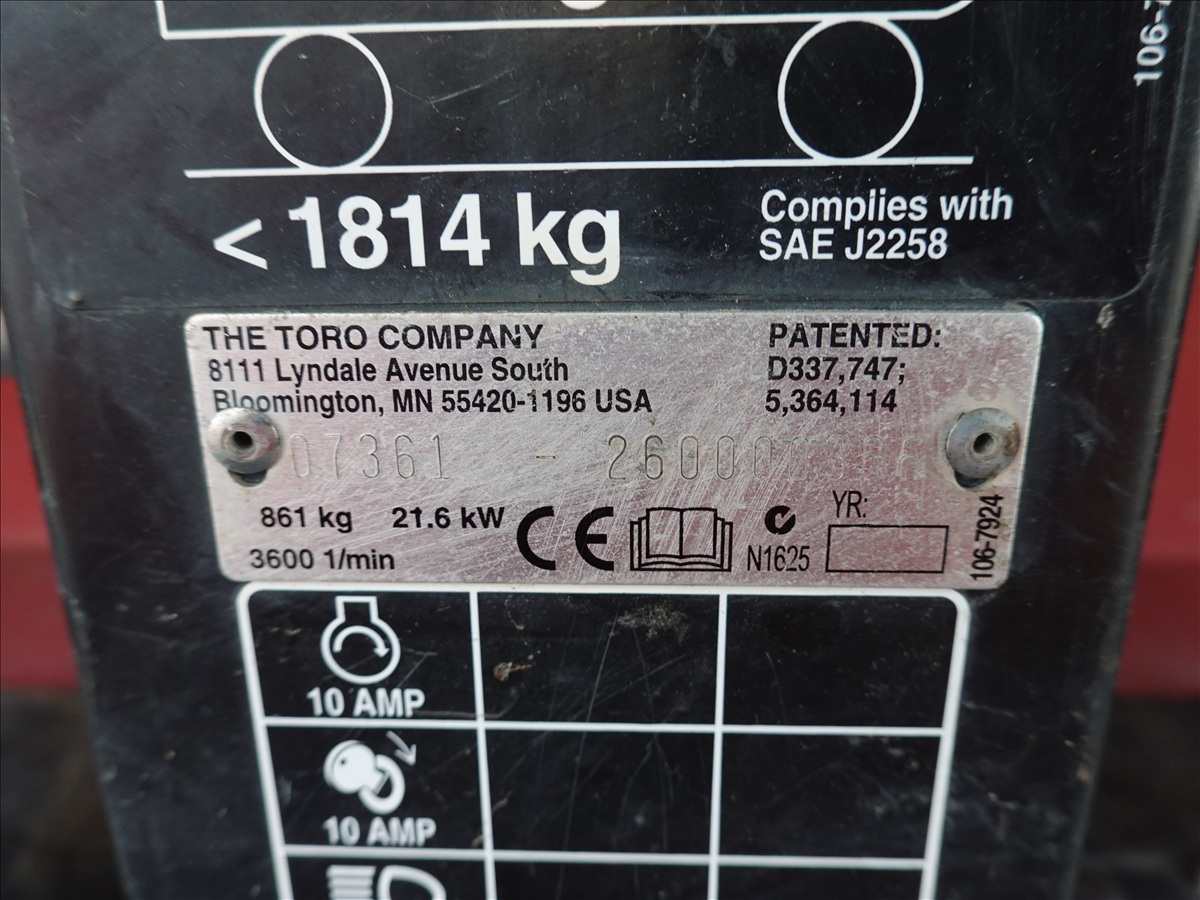 106-7
< 1814 kg
Complies with
SAE J2258
THE TORO COMPANY
8111 Lyndale Avenue South
Bloomington, MN 55420-1196 USA
PATENTED:
D337,747;
5,364,114
07361 -
861 kg 21.6 kW CE
3600 1/min
N1625
YR:
106-7924
10 AMP
10 AMP